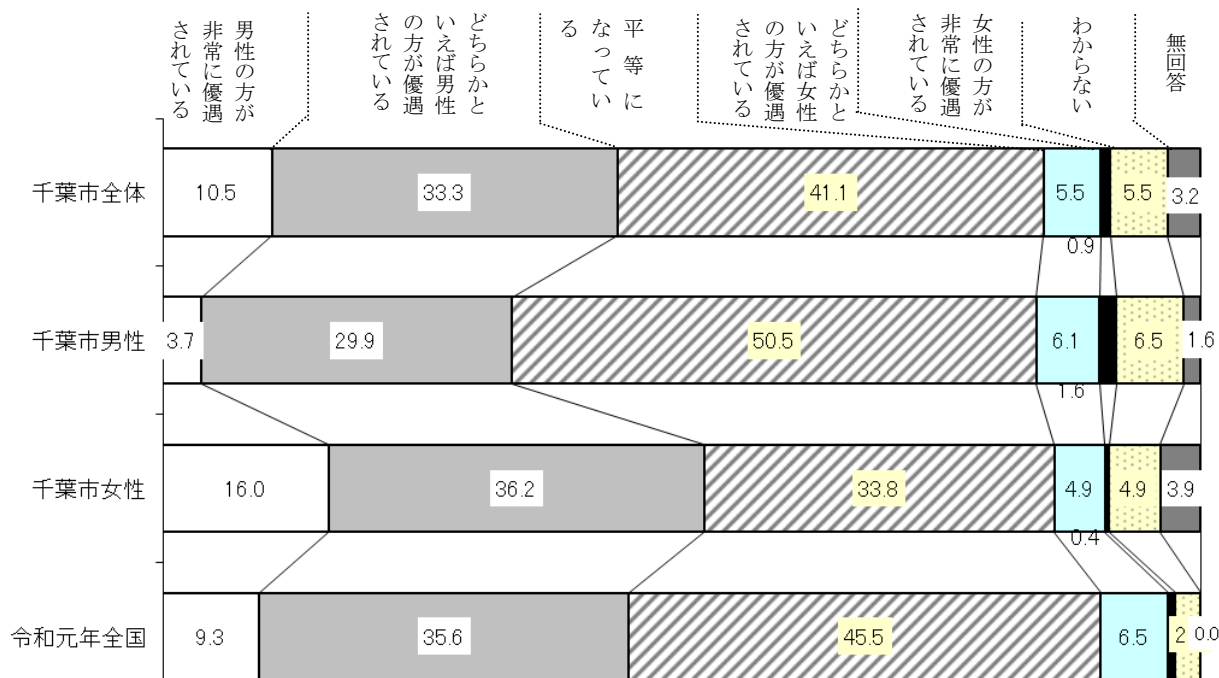 男性の方が
非常に優遇
されている
どちらかと
いえば男性
の方が優遇
されている
平等に
なってい
る
どちらかと
いえば女性
の方が優遇
されている
女性の方が
非常に優遇
されている
わからない
無回答
千葉市全体
10.5
33.3
41.1
5.5
0.9
5.5
3.2
千葉市男性
3.7
29.9
50.5
6.1
1.6
6.5
1.6
千葉市女性
16.0
36.2
33.8
4.9
0.4
4.9
3.9
令和元年全国
9.3
35.6
45.5
6.5
2
0.0